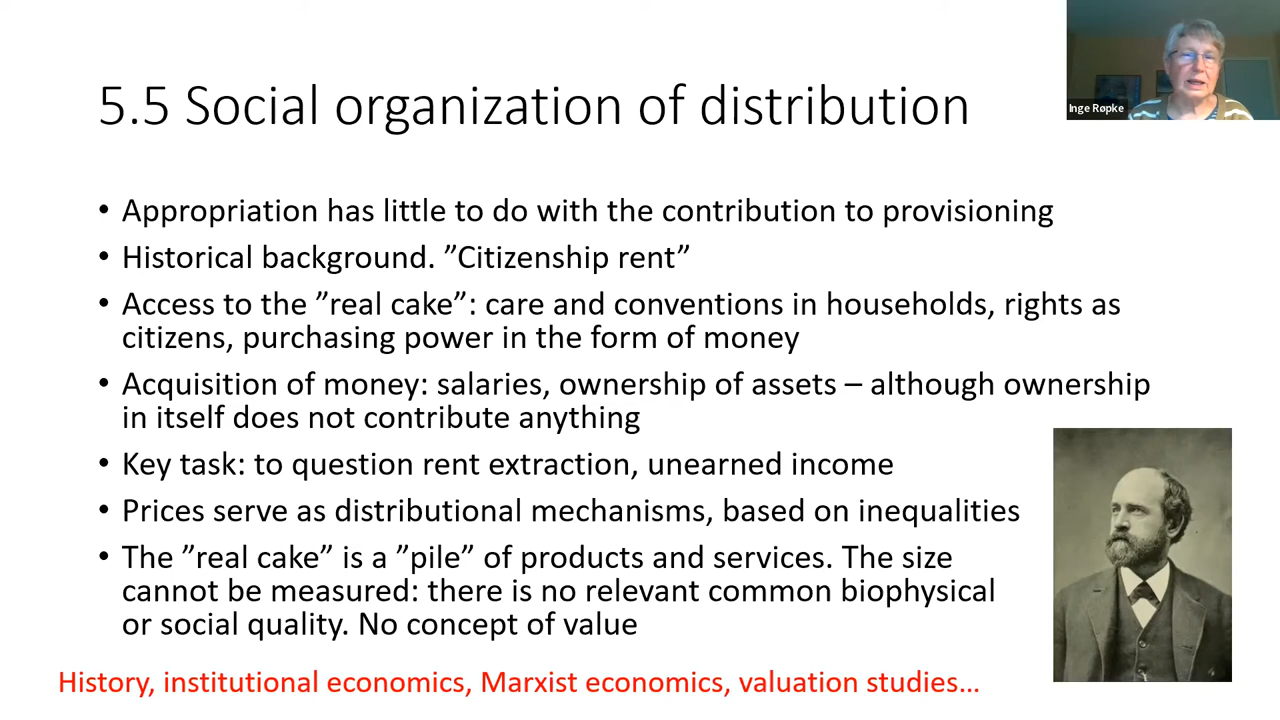 5.5 Social organization of distribution
Inge Røpke
• Appropriation has little to do with the contribution to provisioning
• Historical background. ”Citizenship rent”
• Access to the ”real cake”: care and conventions in households, rights as
citizens, purchasing power in the form of money
• Acquisition of money: salaries, ownership of assets – although ownership
in itself does not contribute anything
• Key task: to question rent extraction, unearned income
• Prices serve as distributional mechanisms, based on inequalities
• The ”real cake” is a ”pile” of products and services. The size
cannot be measured: there is no relevant common biophysical
or social quality. No concept of value
History, institutional economics, Marxist economics, valuation studies…